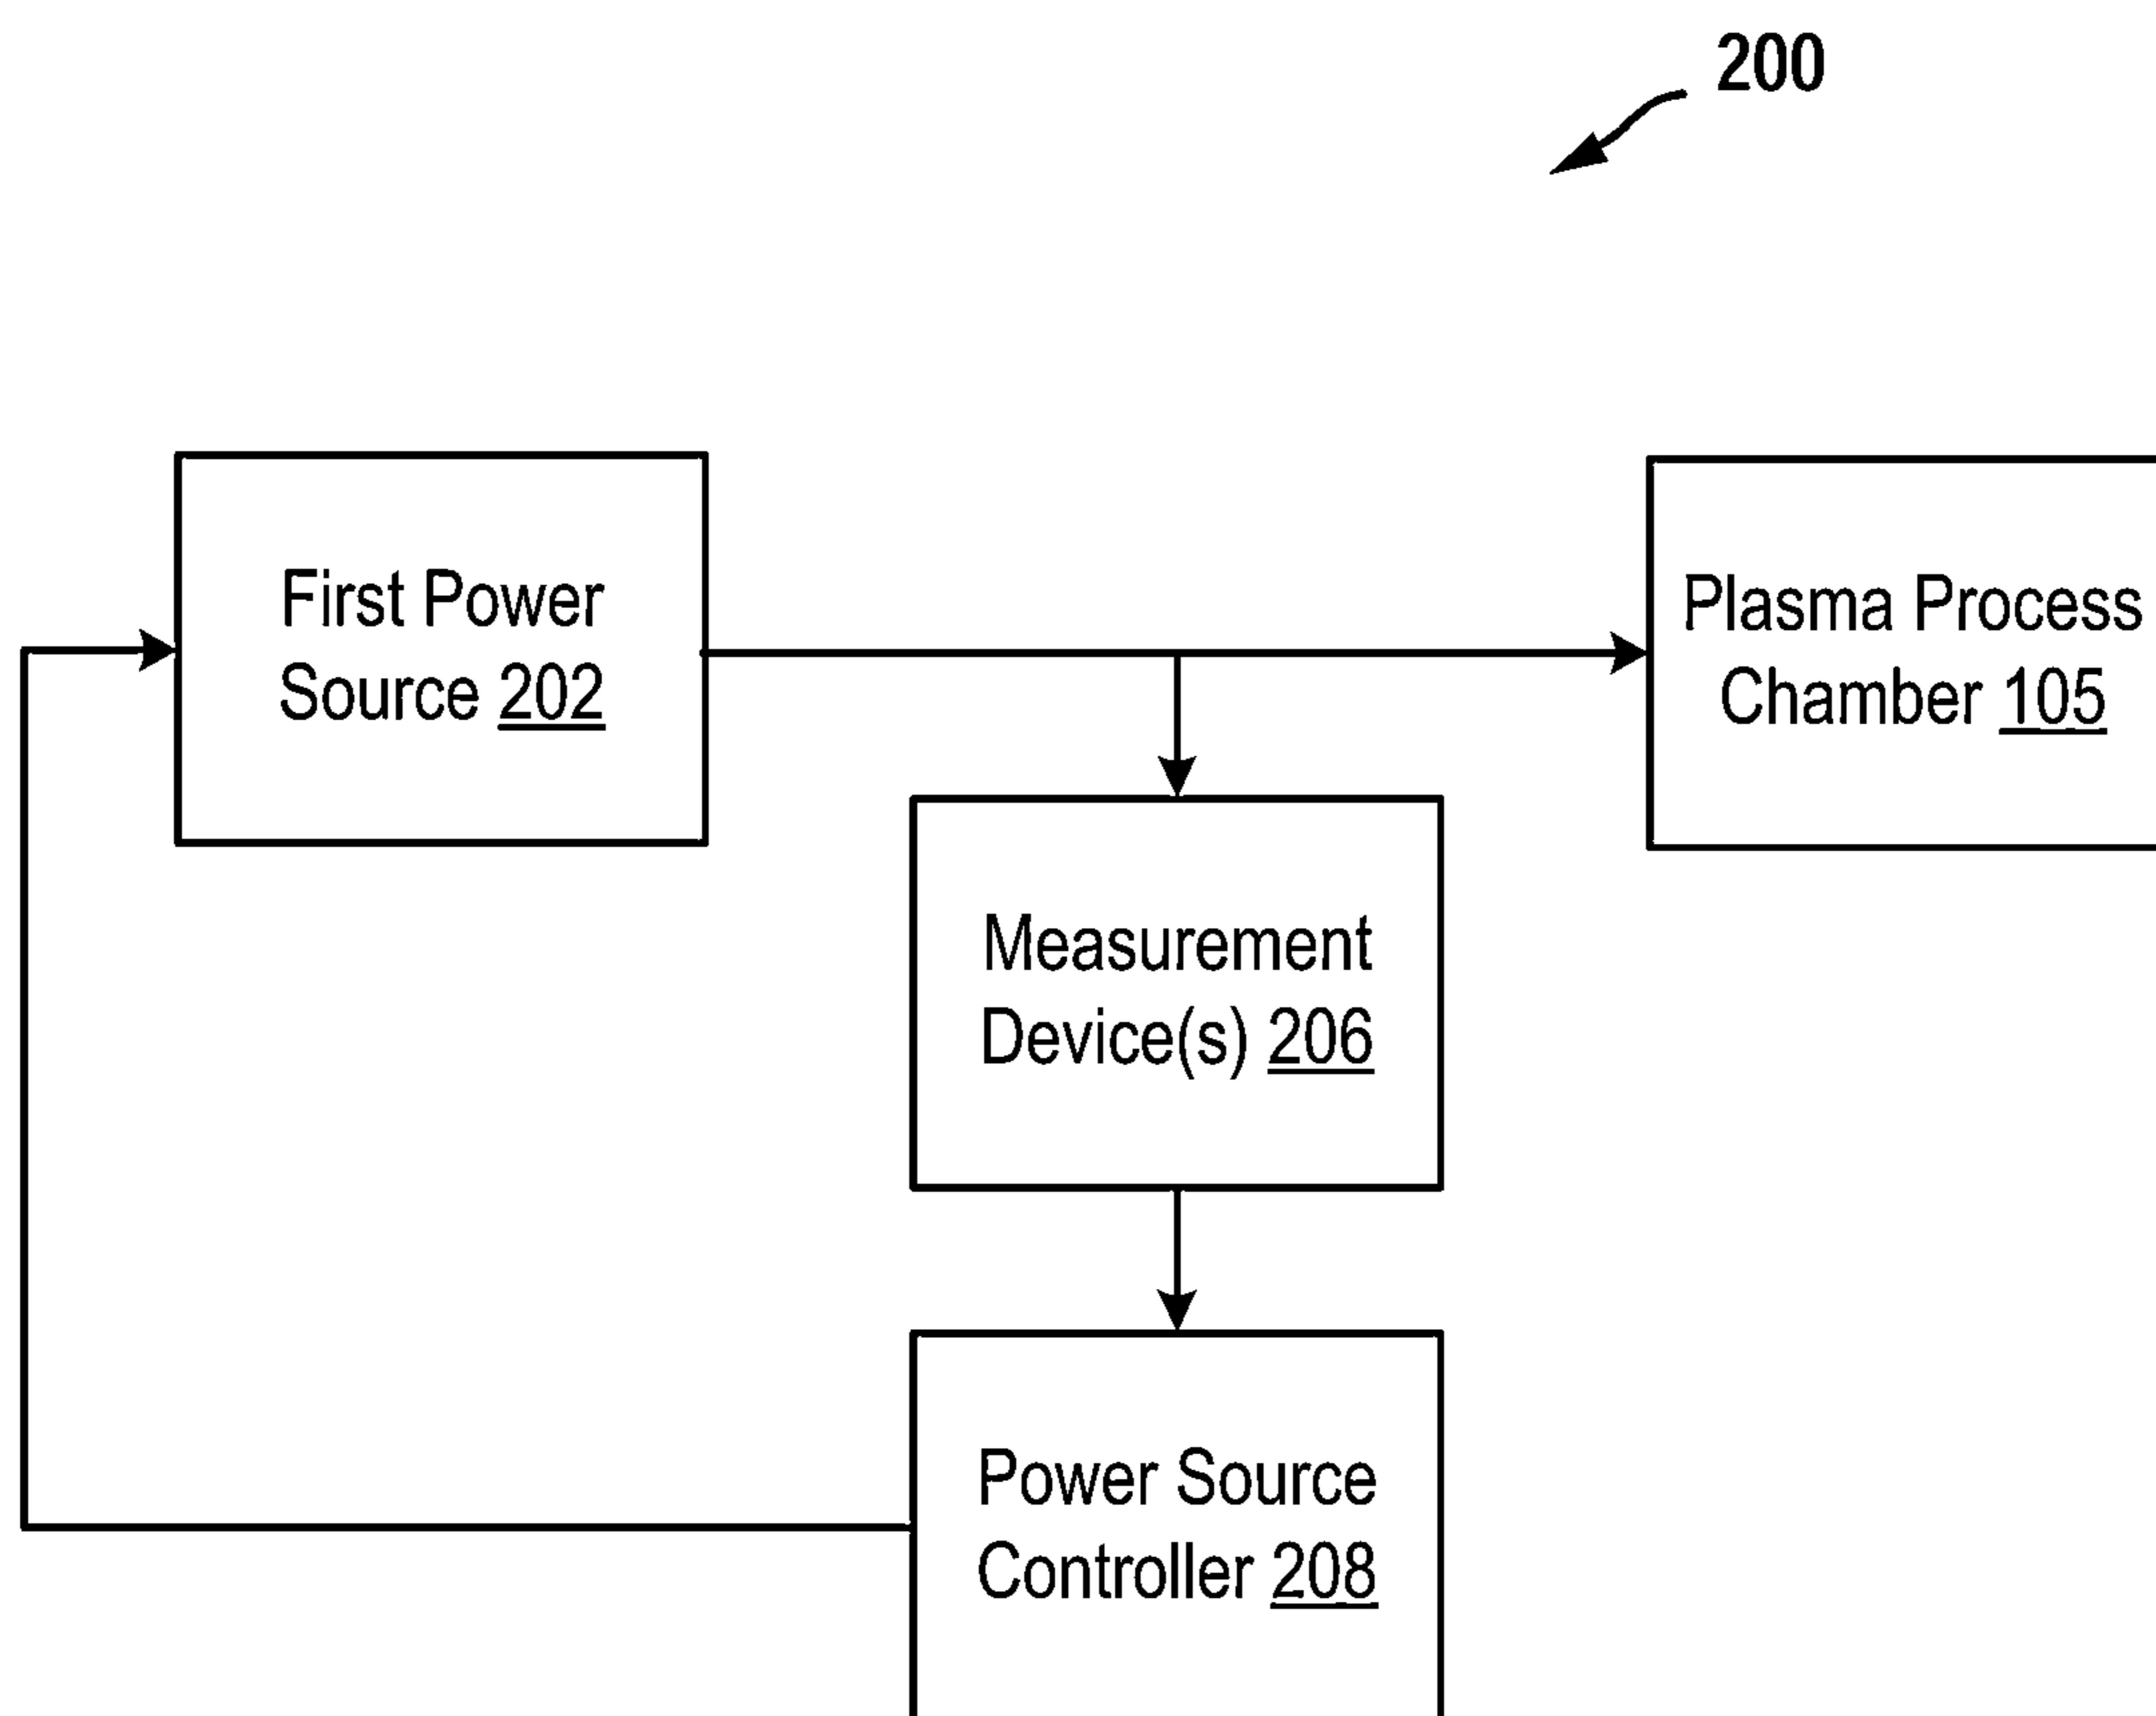 200
First Power
Source 202
Plasma Process
Chamber 105
Measurement
Device(s) 206
Power Source
Controller 208